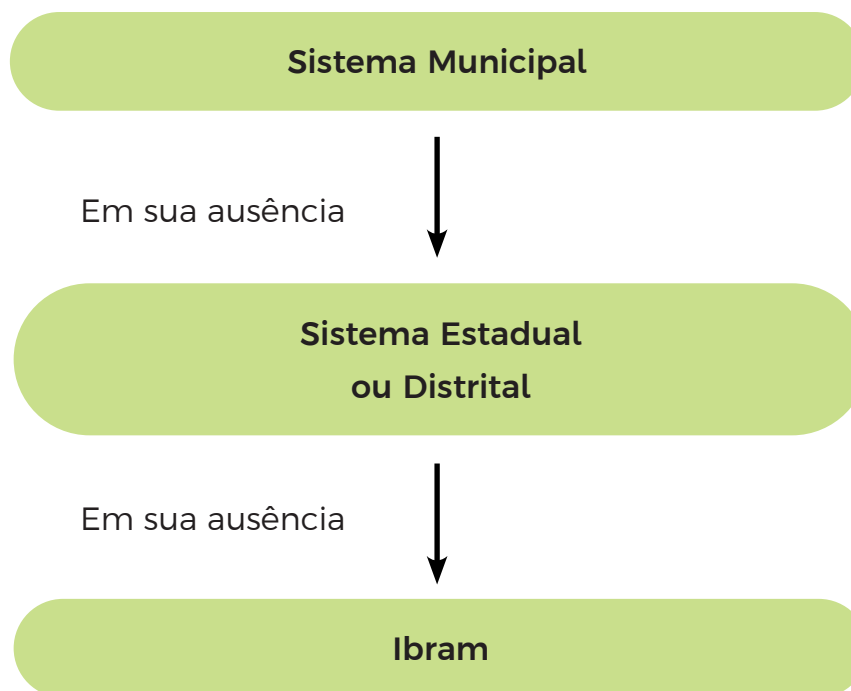 Sistema Municipal
Em sua ausência
Sistema Estadual
ou Distrital
Em sua ausência
Ibram